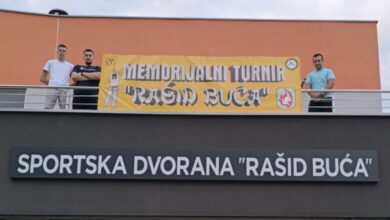 MEMORIJALNI TURNIR
"RAŠID BUĆA"
SPORTSKA DVORANA "RAŠID BUĆA"